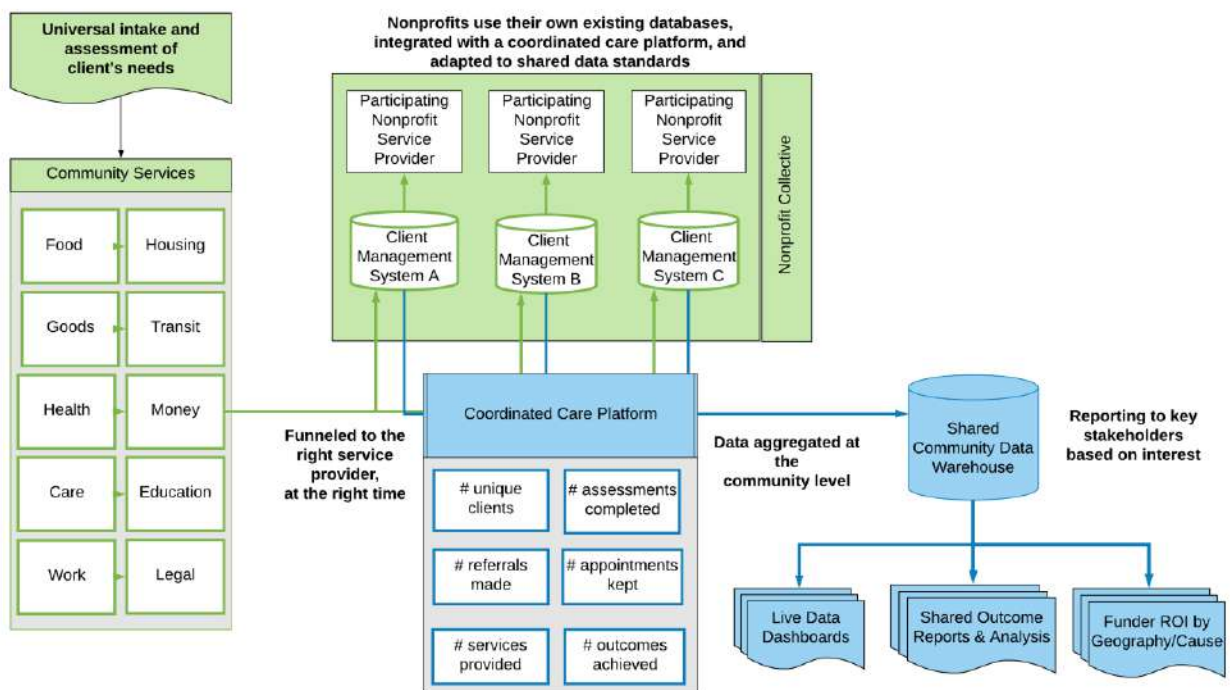 Universal intake and
assessment of
client's needs
Community Services
Food
Housing
Goods
Transit
Health
Money
Care
Education
Work
Legal
Nonprofits use their own existing databases,
integrated with a coordinated care platform, and
adapted to shared data standards
Participating
Nonprofit
Service
Provider
Participating
Nonprofit
Service
Provider
Participating
Nonprofit
Service
Provider
Client
Management
System A
Client
Management
System B
Client
Management
System C
Nonprofit Collective
Funneled to the
right service
provider,
at the right time
Coordinated Care Platform
# unique
clients
# assessments
completed
# referrals
made
# appointments
kept
# services
provided
# outcomes
achieved
Data aggregated at
the
community level
Shared
Community Data
Warehouse
Reporting to key
stakeholders
based on interest
Live Data
Dashboards
Shared Outcome
Reports & Analysis
Funder ROI by
Geography/Cause